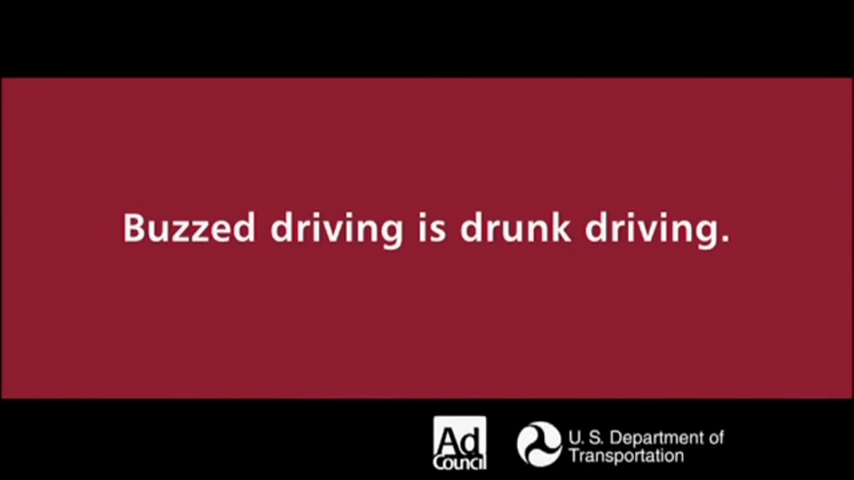 Buzzed driving is drunk driving.
Ad
Council
U. S. Department of
Transportation